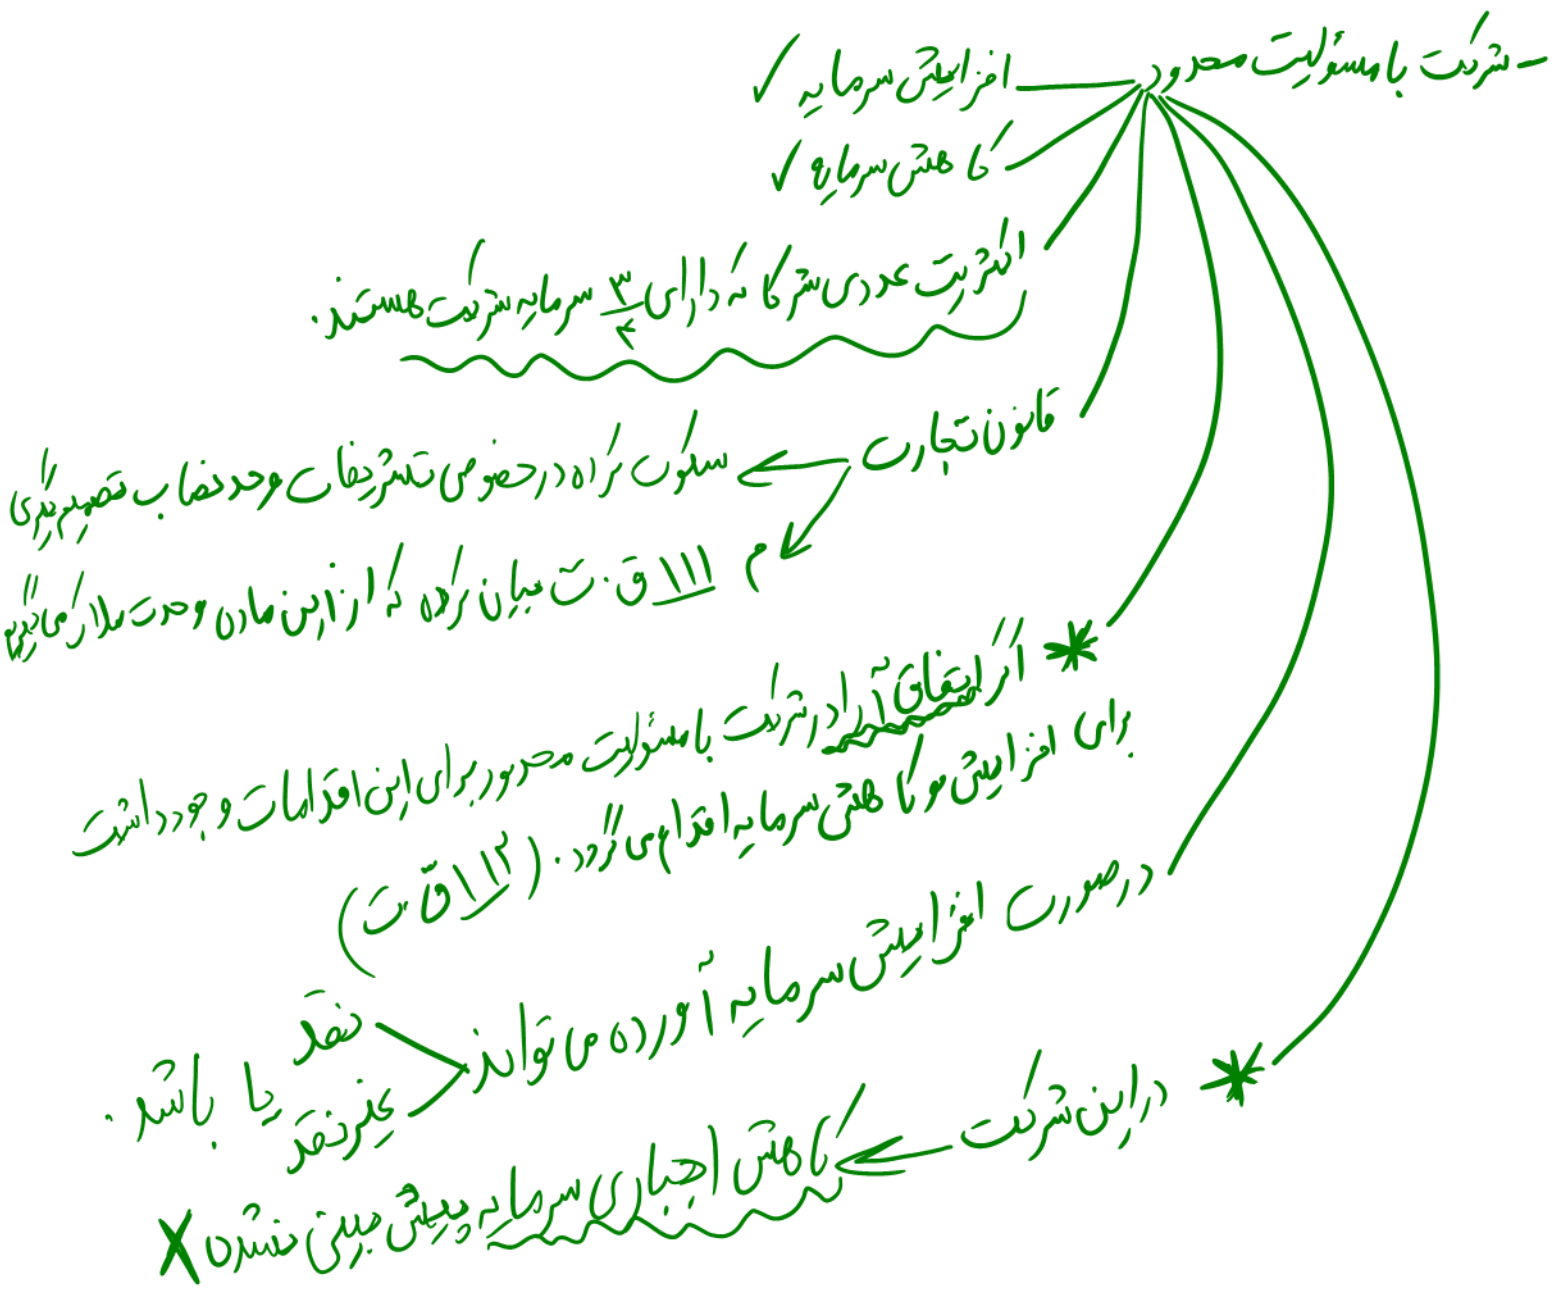 - شرکت با مسئولیت محدود
افزایش سرمایه ✓
کاهش سرمایه ✓
اکثریت عددی شرکا که دارای ۳/۴ سرمایه شرکت هستند.
قانون تجارت
سکوت کرده در خصوص تشریفات و حد نصاب تصمیم گیری
م ۱۱۱ ق.ت بیان کرده که از این ماده وحدت ملاک می گیریم
* اگر اتفاق آرا در شرکت با مسئولیت محدود برای این اقدامات وجود داشت
برای افزایش و کاهش سرمایه اقدام می گردد. (۱۱۳ ق.ت)
در صورت افزایش سرمایه آورده می تواند
نقد
یا باشد.
غیرنقد
* در این شرکت
کاهش اجباری سرمایه پیش بینی نشده X